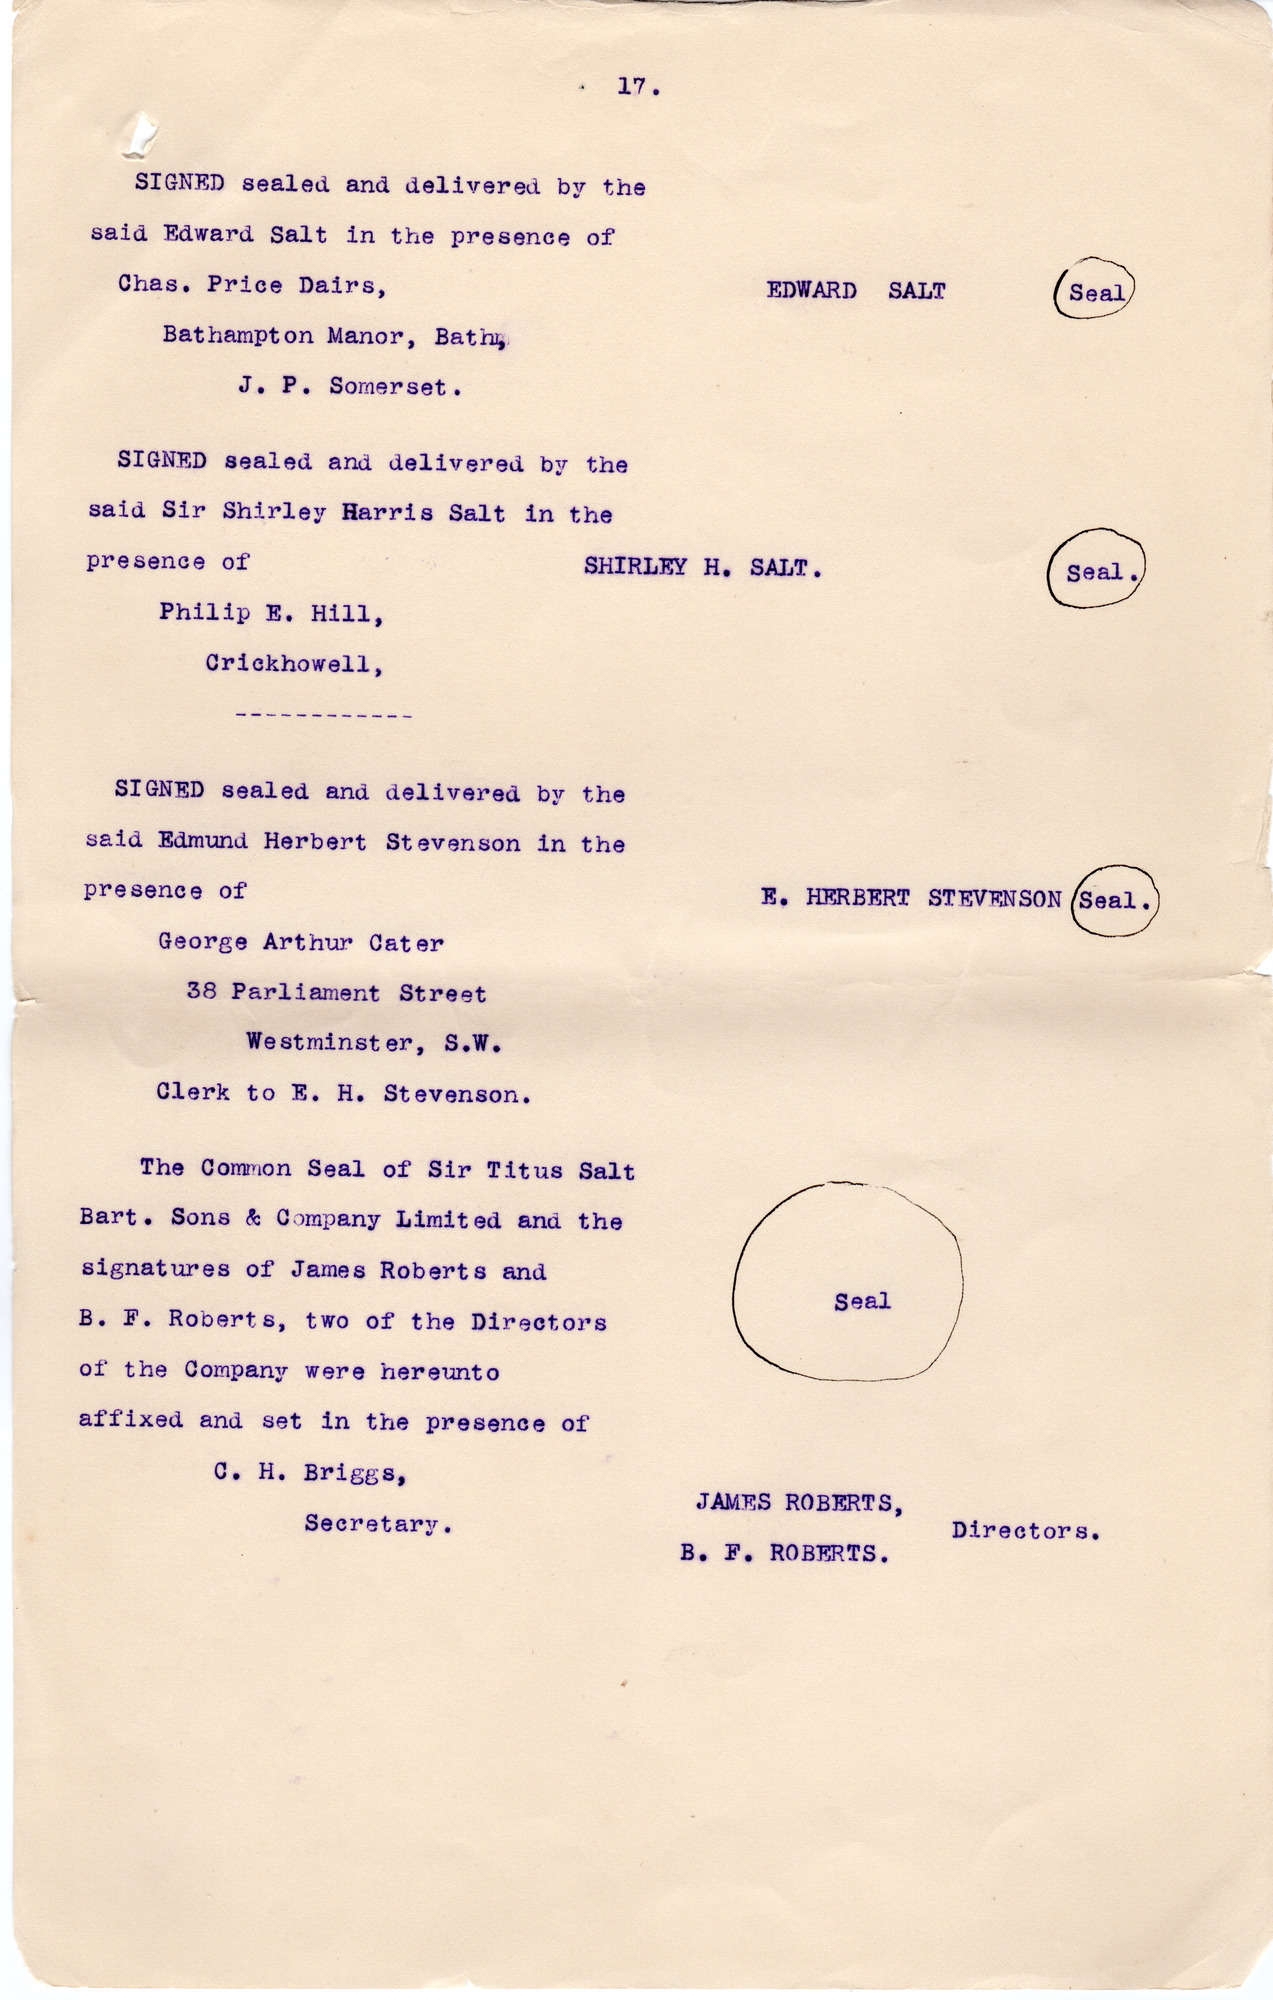 17.
SIGNED sealed and delivered by the
said Edward Salt in the presence of
Chas. Price Dairs,
EDWARD SALT Seal
Bathampton Manor, Bath,
J. P. Somerset.
SIGNED sealed and delivered by the
said Sir Shirley Harris Salt in the
presence of SHIRLEY H. SALT. Seal.
Philip E. Hill,
Crickhowell,
------------
SIGNED sealed and delivered by the
said Edmund Herbert Stevenson in the
presence of E. HERBERT STEVENSON Seal.
George Arthur Cater
38 Parliament Street
Westminster, S.W.
Clerk to E. H. Stevenson.
The Common Seal of Sir Titus Salt
Bart. Sons & Company Limited and the
signatures of James Roberts and
B. F. Roberts, two of the Directors
of the Company were hereunto
affixed and set in the presence of
C. H. Briggs,
Secretary.
Seal
JAMES ROBERTS,
Directors.
B. F. ROBERTS.